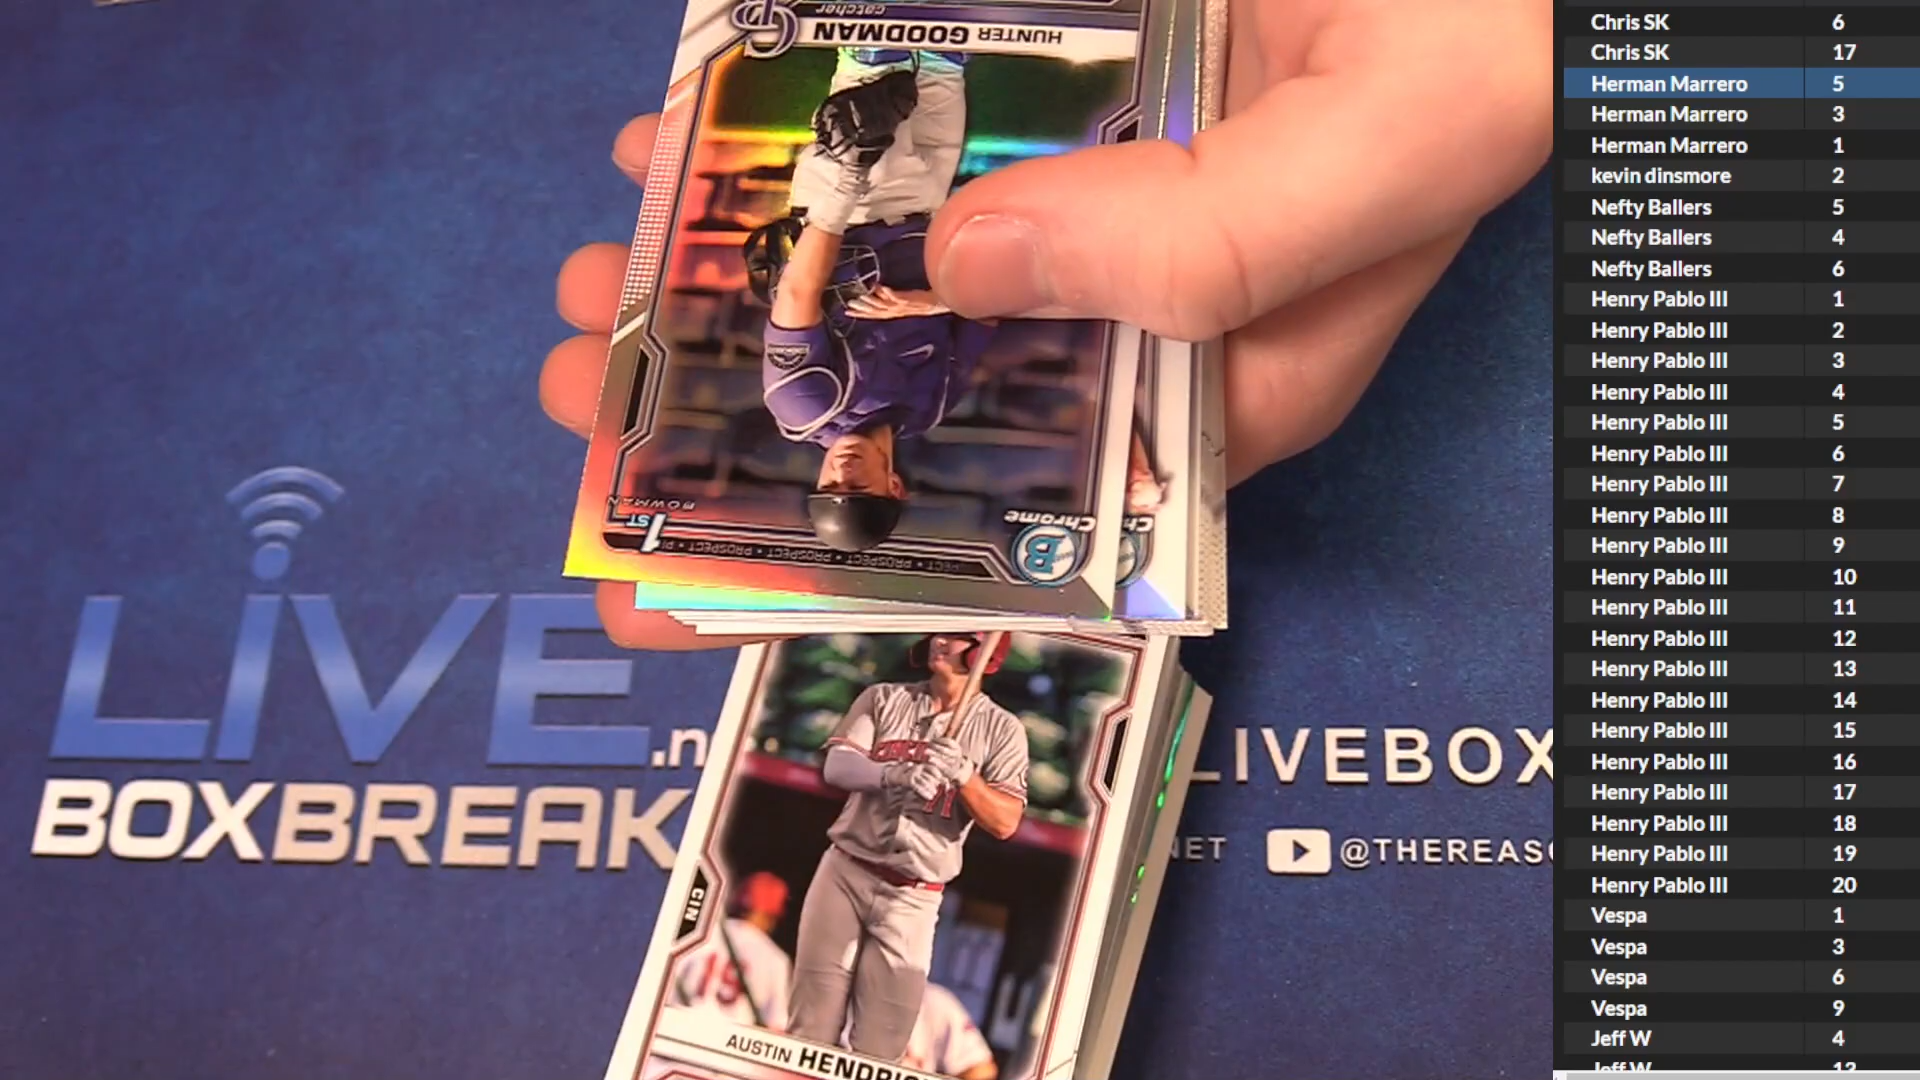 catcher
HUNTER GOODMAN
1ST
BOWMAN
B
Chrome
PROSPECT • PROSPECT • PROSPECT
LIVE.n
BOXBREAK
LIVEBOX
NET
@THEREAS
CIN
19
AUSTIN HENDRIC
Chris SK 6
Chris SK 17
Herman Marrero 5
Herman Marrero 3
Herman Marrero 1
kevin dinsmore 2
Nefty Ballers 5
Nefty Ballers 4
Nefty Ballers 6
Henry Pablo III 1
Henry Pablo III 2
Henry Pablo III 3
Henry Pablo III 4
Henry Pablo III 5
Henry Pablo III 6
Henry Pablo III 7
Henry Pablo III 8
Henry Pablo III 9
Henry Pablo III 10
Henry Pablo III 11
Henry Pablo III 12
Henry Pablo III 13
Henry Pablo III 14
Henry Pablo III 15
Henry Pablo III 16
Henry Pablo III 17
Henry Pablo III 18
Henry Pablo III 19
Henry Pablo III 20
Vespa 1
Vespa 3
Vespa 6
Vespa 9
Jeff W 4
Jeff W 12